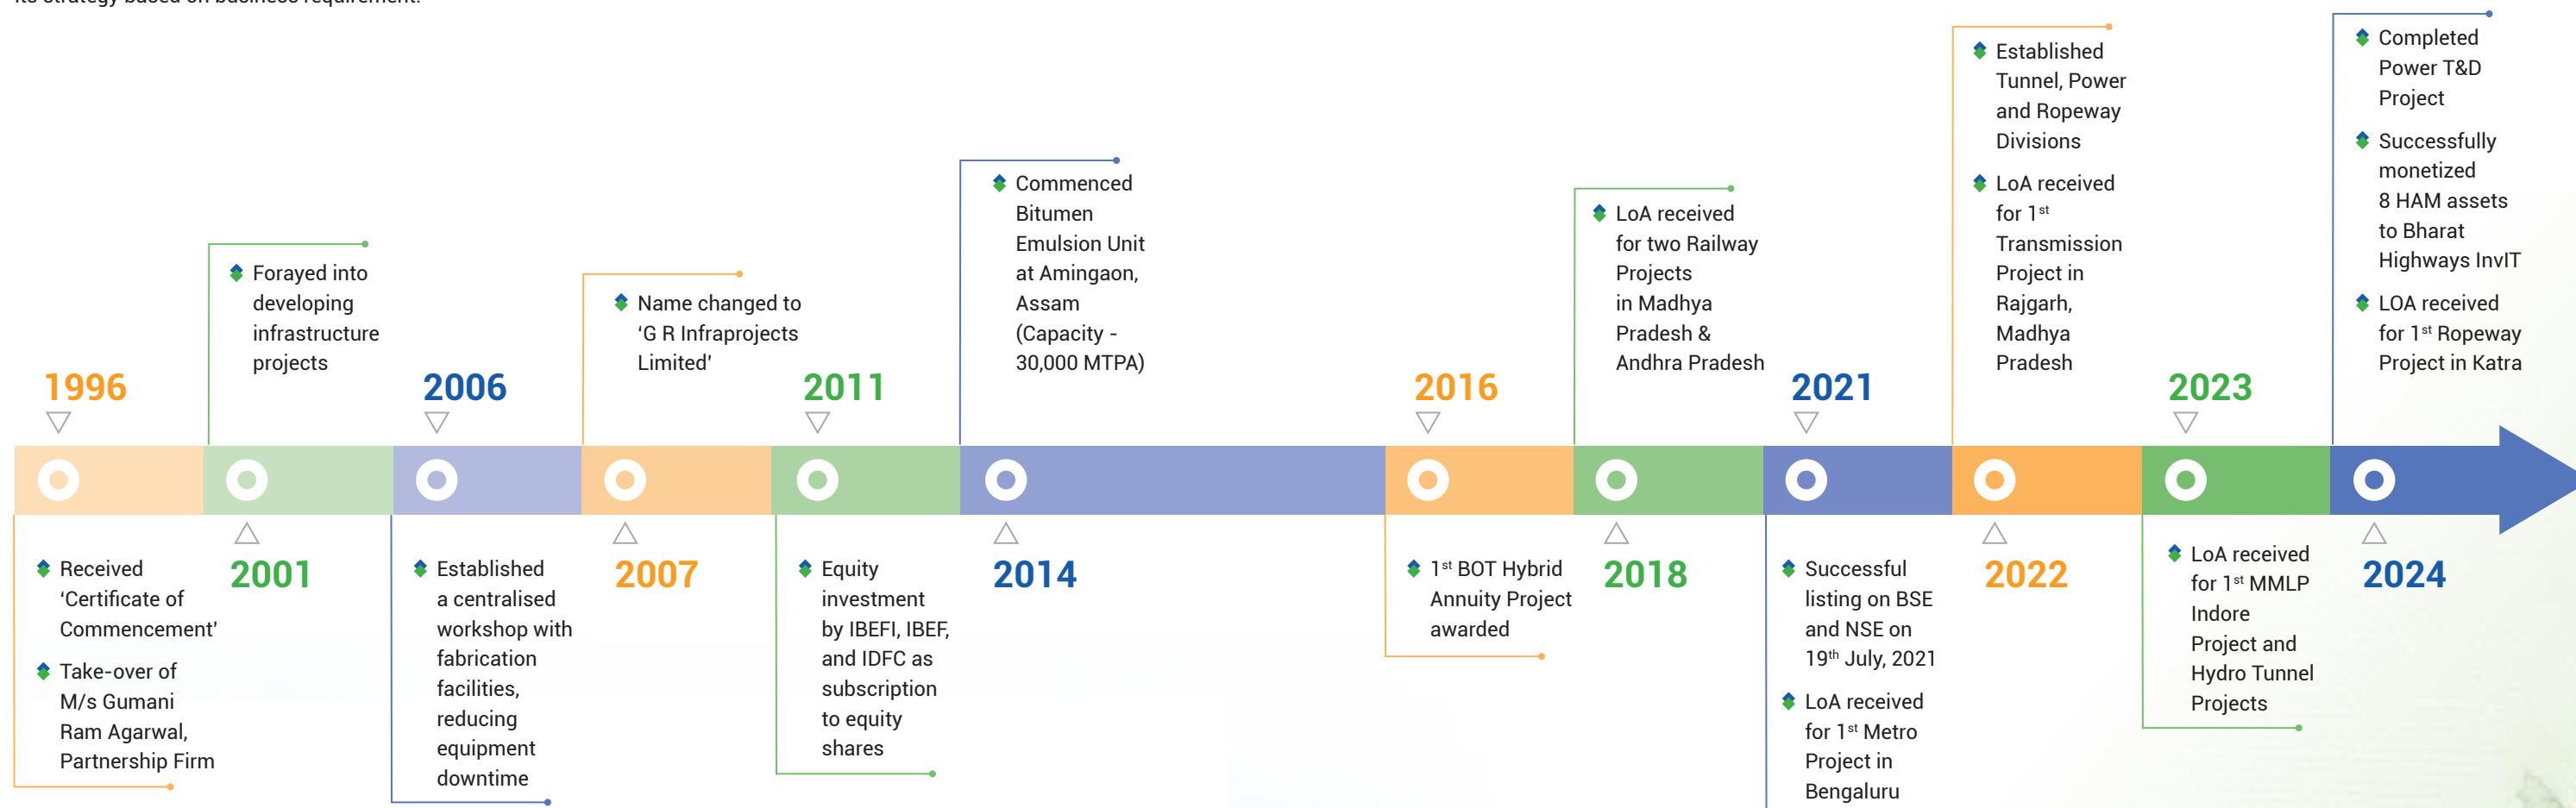 its strategy based on business requirement.
1996
Received
‘Certificate of
Commencement’
Take-over of
M/s Gumani
Ram Agarwal,
Partnership Firm
Forayed into
developing
infrastructure
projects
2001
2006
Established
a centralised
workshop with
fabrication
facilities,
reducing
equipment
downtime
Name changed to
‘G R Infraprojects
Limited’
2007
2011
Equity
investment
by IBEFI, IBEF,
and IDFC as
subscription
to equity
shares
Commenced
Bitumen
Emulsion Unit
at Amingaon,
Assam
(Capacity -
30,000 MTPA)
2014
2016
1st BOT Hybrid
Annuity Project
awarded
LoA received
for two Railway
Projects
in Madhya
Pradesh &
Andhra Pradesh
2018
2021
Successful
listing on BSE
and NSE on
19th July, 2021
LoA received
for 1st Metro
Project in
Bengaluru
Established
Tunnel, Power
and Ropeway
Divisions
LoA received
for 1st
Transmission
Project in
Rajgarh,
Madhya
Pradesh
2022
2023
LoA received
for 1st MMLP
Indore
Project and
Hydro Tunnel
Projects
Completed
Power T&D
Project
Successfully
monetized
8 HAM assets
to Bharat
Highways InvIT
LOA received
for 1st Ropeway
Project in Katra
2024